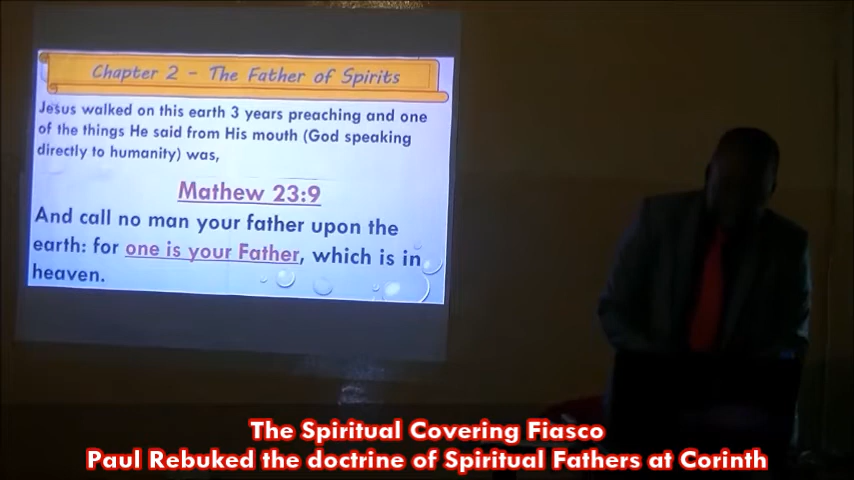 Chapter 2 - The Father of Spirits
Jesus walked on this earth 3 years preaching and one
of the things He said from His mouth (God speaking
directly to humanity) was,
Mathew 23:9
And call no man your father upon the
earth: for one is your Father, which is in
heaven.
The Spiritual Covering Fiasco
Paul Rebuked the doctrine of Spiritual Fathers at Corinth